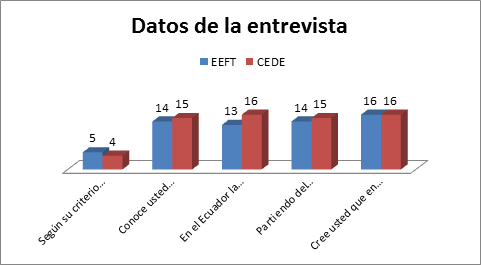 Datos de la entrevista
EEFT CEDE
5 4 14 15 13 16 14 15 16 16
Según su criterio...
Conoce usted...
En el Ecuador la...
Partiendo del...
Cree usted que en...